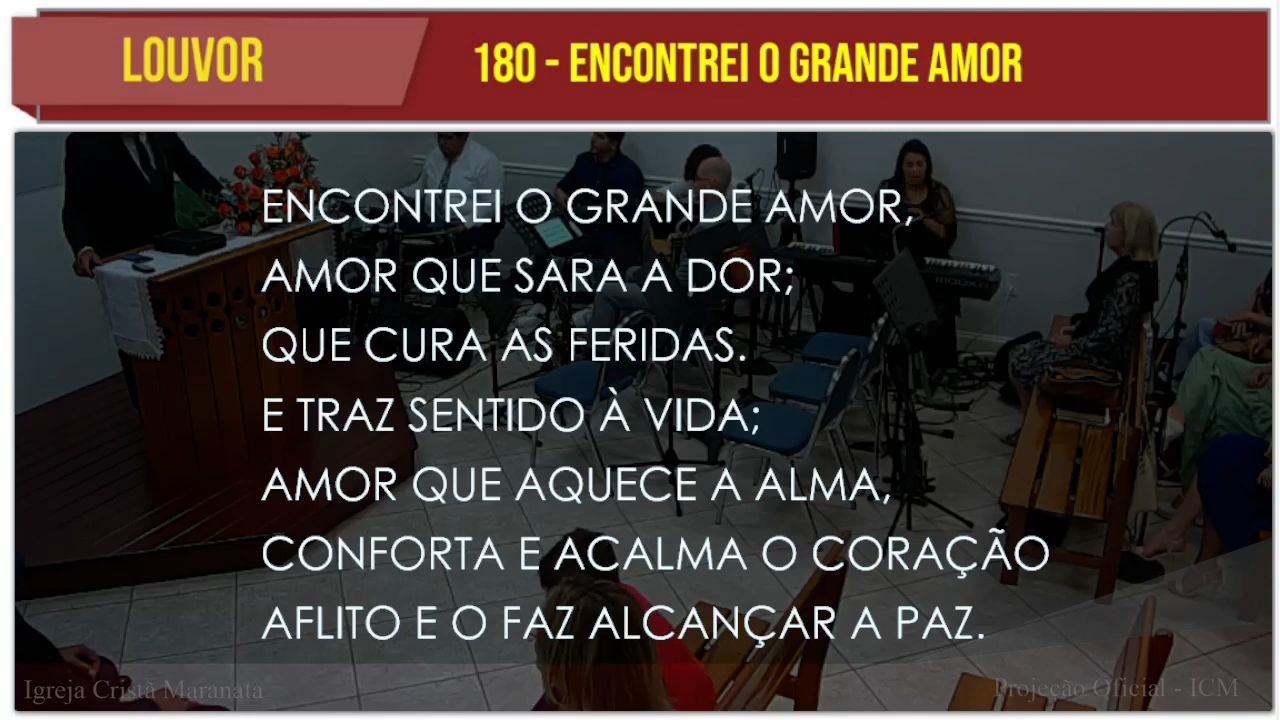 LOUVOR
180 - ENCONTREI O GRANDE AMOR
ENCONTREI O GRANDE AMOR,
AMOR QUE SARA A DOR;
QUE CURA AS FERIDAS.
E TRAZ SENTIDO À VIDA;
AMOR QUE AQUECE A ALMA,
CONFORTA E ACALMA O CORAÇÃO
AFLITO E O FAZ ALCANÇAR A PAZ.
Igreja Cristã Maranata
Projeção Oficial - ICM